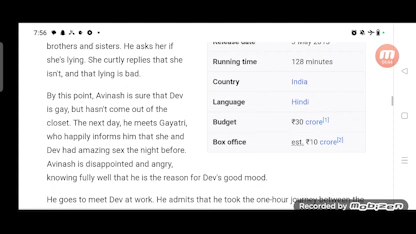 7:56
brothers and sisters. He asks her if
she's lying. She curtly replies that she
isn't, and that lying is bad.
By this point, Avinash is sure that Dev
is gay, but hasn't come out of the
closet. The next day, he meets Gayatri,
who happily informs him that she and
Dev had amazing sex the night before.
Avinash is disappointed and angry,
knowing fully well that he is the reason for Dev's good mood.
He goes to meet Dev at work. He admits that he took the one-hour journey between the
Release date
3 May 2013
Running time 128 minutes
Country India
Language Hindi
Budget ₹30 crore[1]
Box office est. ₹10 crore[2]
Recorded by MOBIZEN